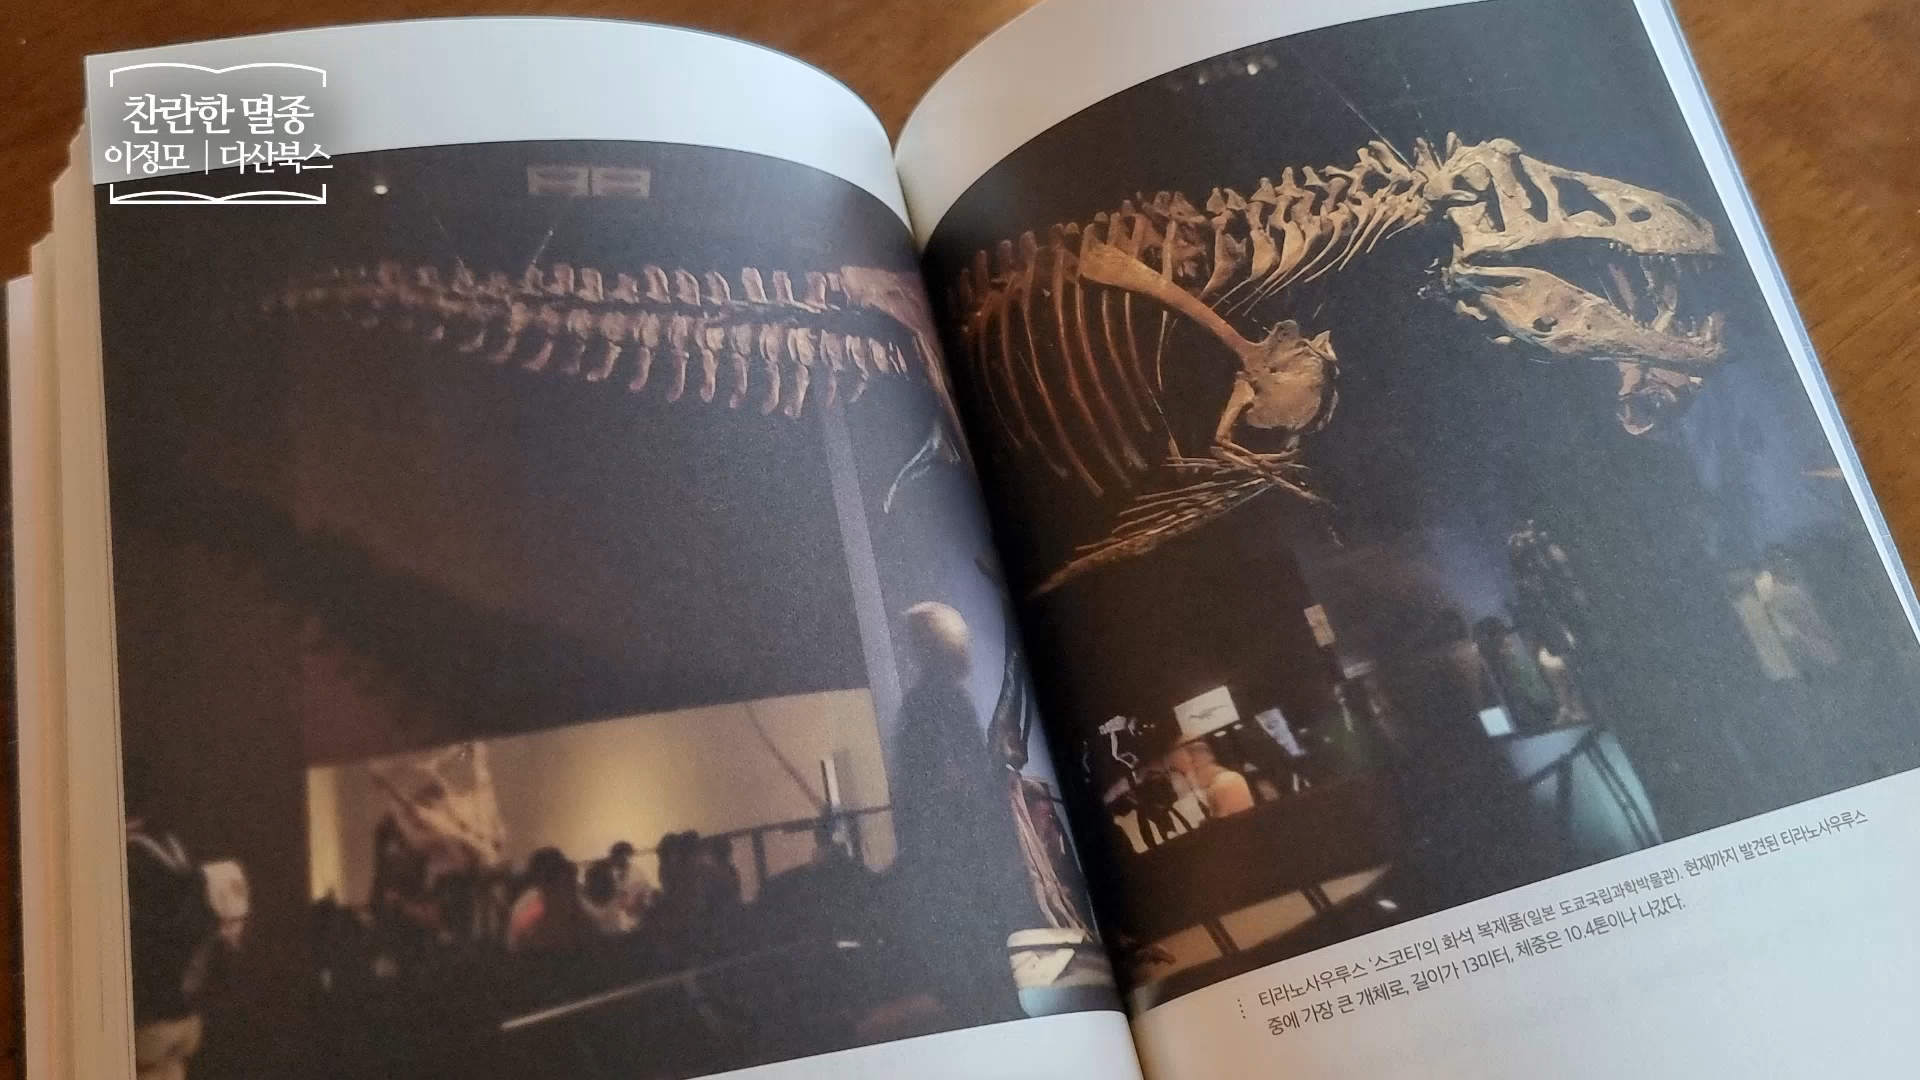 찬란한 멸종
이정모 | 다산북스
티라노사우루스 '스코티'의 화석 복제품(일본 도쿄국립과학박물관). 현재까지 발견된 티라노사우루스
중에 가장 큰 개체로, 길이가 13미터, 체중은 10.4톤이나 나갔다.